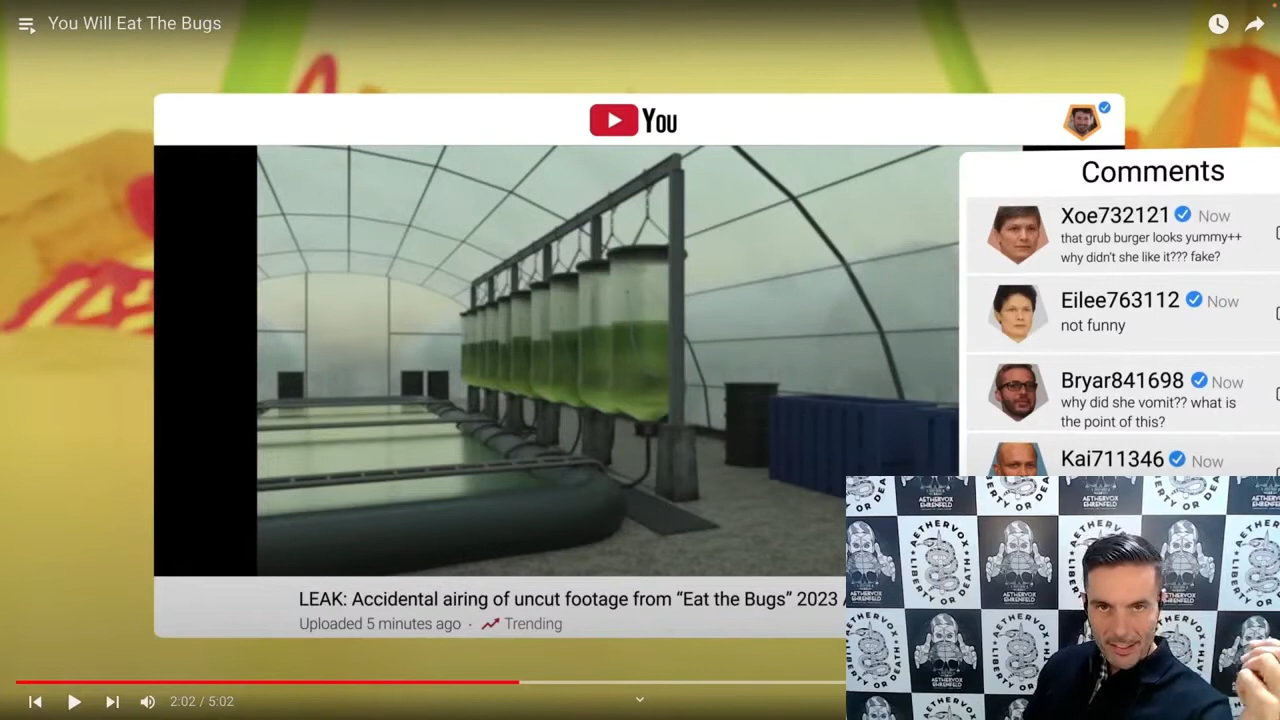 You Will Eat The Bugs
You
Comments
Xoe732121 Now
that grub burger looks yummy++
why didn't she like it??? fake?
Eilee763112 Now
not funny
Bryar841698 Now
why did she vomit?? what is
the point of this?
Kai711346 Now
LEAK: Accidental airing of uncut footage from “Eat the Bugs” 2023
Uploaded 5 minutes ago · Trending
2:02 / 5:02
AETHERVOX
EHRENFELD
AETHERVOX
LIBERTY OR DEATH